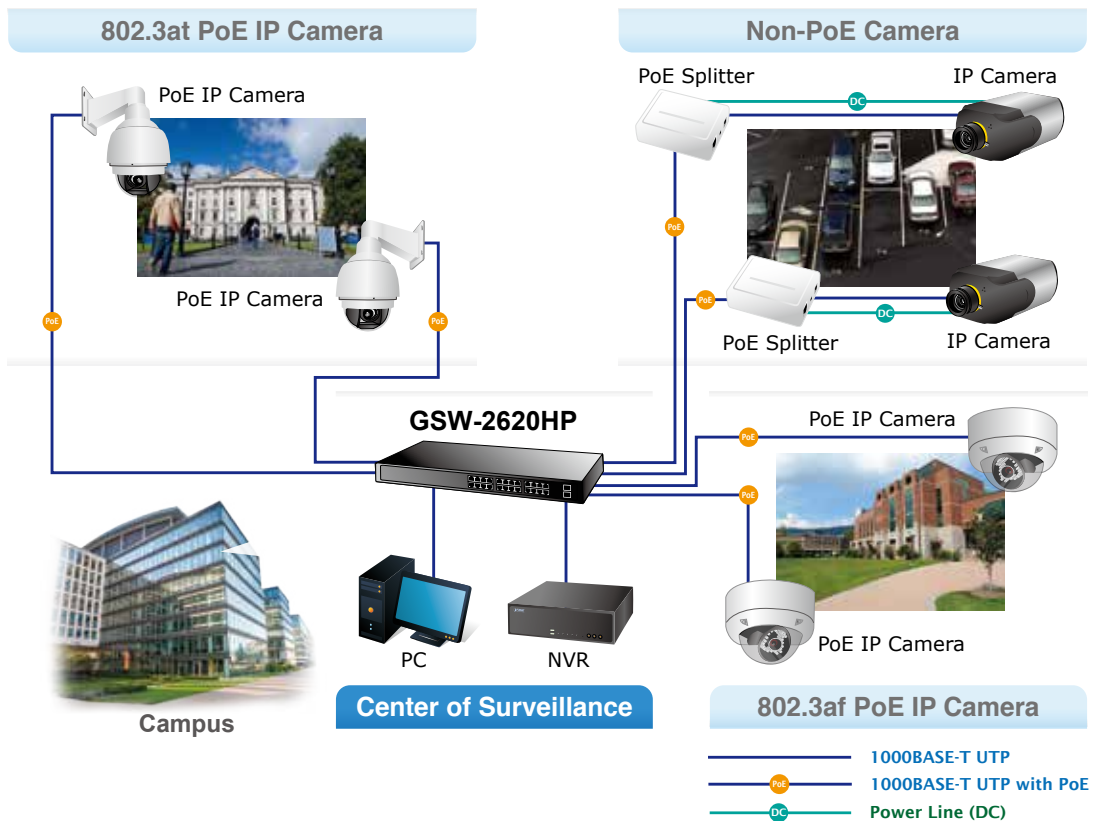 802.3at PoE IP Camera
Non-PoE Camera
PoE Splitter
IP Camera
PoE IP Camera
DC
PoE
PoE IP Camera
PoE
PoE
PoE
DC
PoE Splitter
IP Camera
GSW-2620HP
PoE IP Camera
PoE
PoE
PoE IP Camera
PC
NVR
Center of Surveillance
802.3af PoE IP Camera
Campus
1000BASE-T UTP
PoE
1000BASE-T UTP with PoE
DC
Power Line (DC)